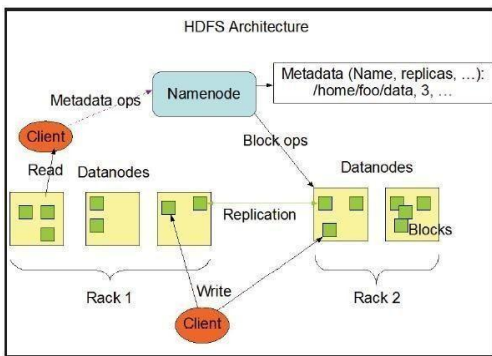 HDFS Architecture
Metadata (Name, replicas, …):
/home/foo/data, 3, …
Namenode
Metadata ops
Client
Block ops
Read
Datanodes
Datanodes
Replication
Blocks
Rack 1
Write
Rack 2
Client